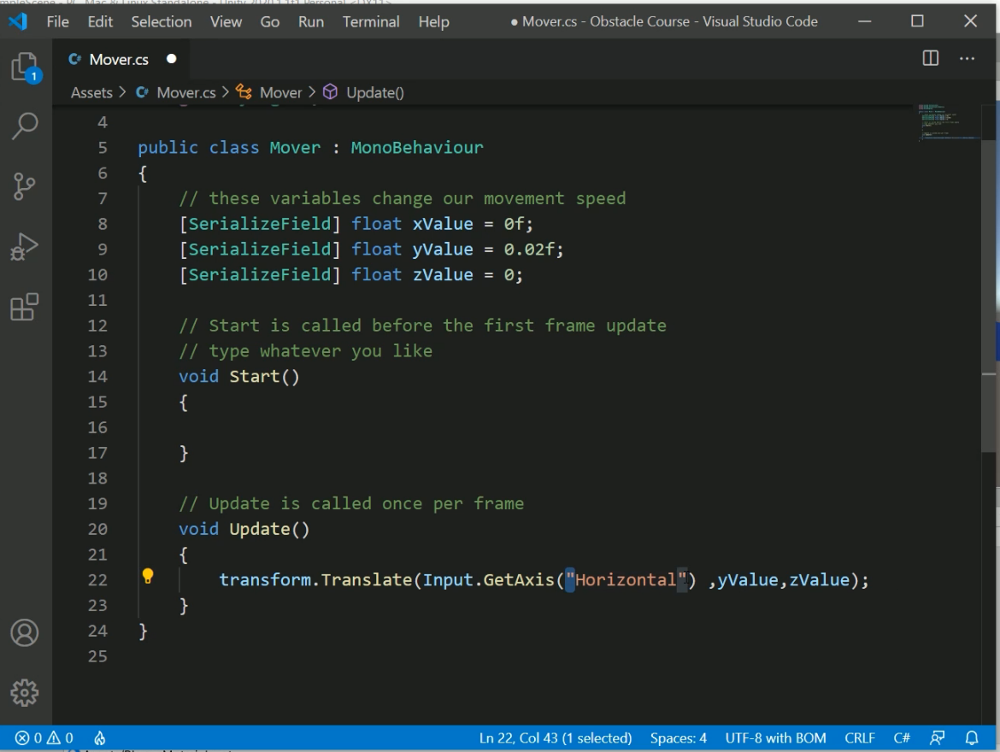 File Edit Selection View Go Run Terminal Help ● Mover.cs - Obstacle Course - Visual Studio Code
1
C# Mover.cs ●
Assets > C# Mover.cs > Mover > Update()
4
5 public class Mover : MonoBehaviour
6 {
7 // these variables change our movement speed
8 [SerializeField] float xValue = 0f;
9 [SerializeField] float yValue = 0.02f;
10 [SerializeField] float zValue = 0;
11
12 // Start is called before the first frame update
13 // type whatever you like
14 void Start()
15 {
16
17 }
18
19 // Update is called once per frame
20 void Update()
21 {
22 transform.Translate(Input.GetAxis("Horizontal") ,yValue,zValue);
23 }
24 }
25
0 0 Ln 22, Col 43 (1 selected) Spaces: 4 UTF-8 with BOM CRLF C#